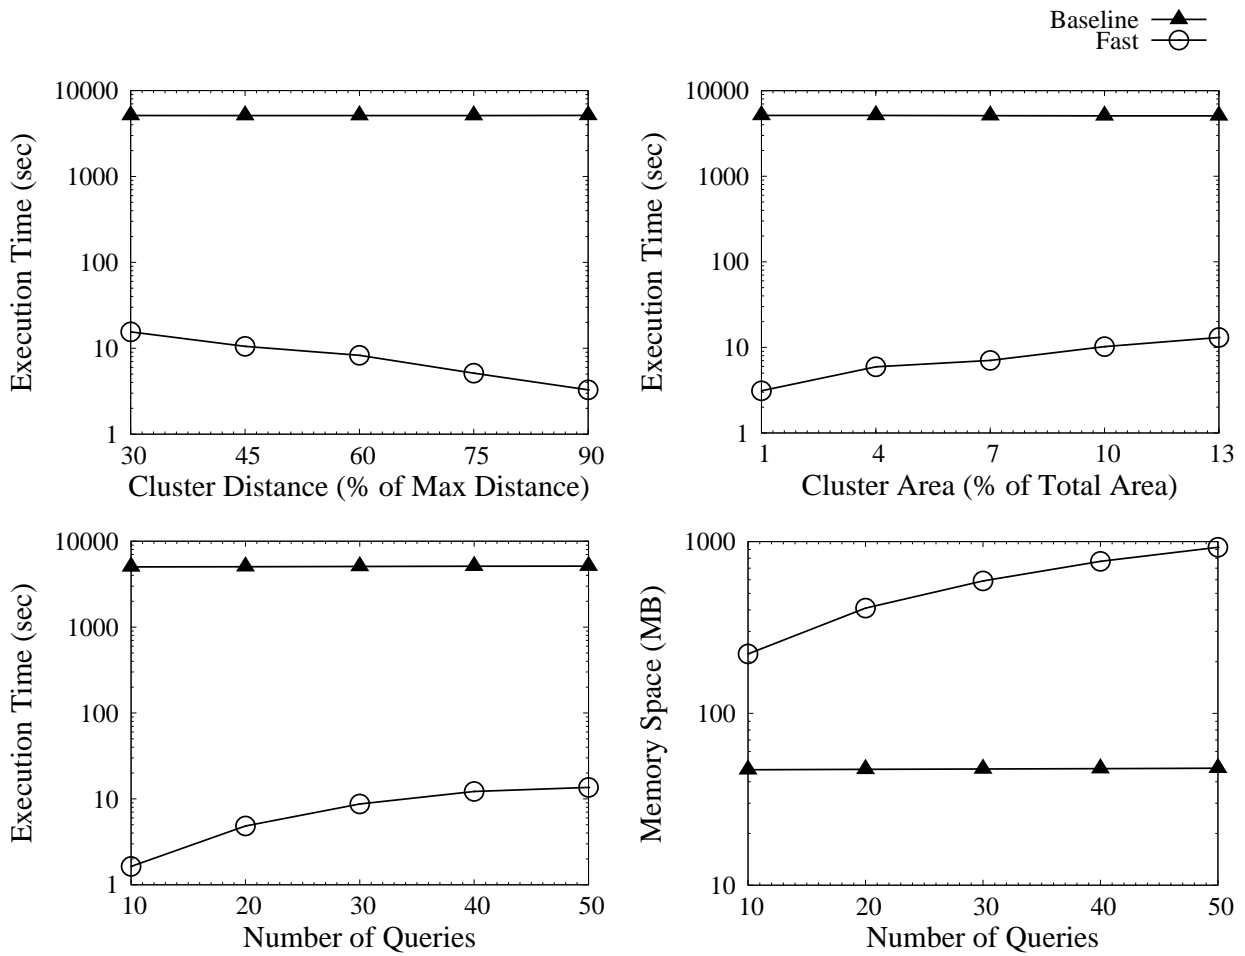 Baseline
Fast
10000
1000
100
10
1
Execution Time (sec)
30 45 60 75 90
Cluster Distance (% of Max Distance)
10000
1000
100
10
1
Execution Time (sec)
1 4 7 10 13
Cluster Area (% of Total Area)
10000
1000
100
10
1
Execution Time (sec)
10 20 30 40 50
Number of Queries
1000
100
10
Memory Space (MB)
10 20 30 40 50
Number of Queries